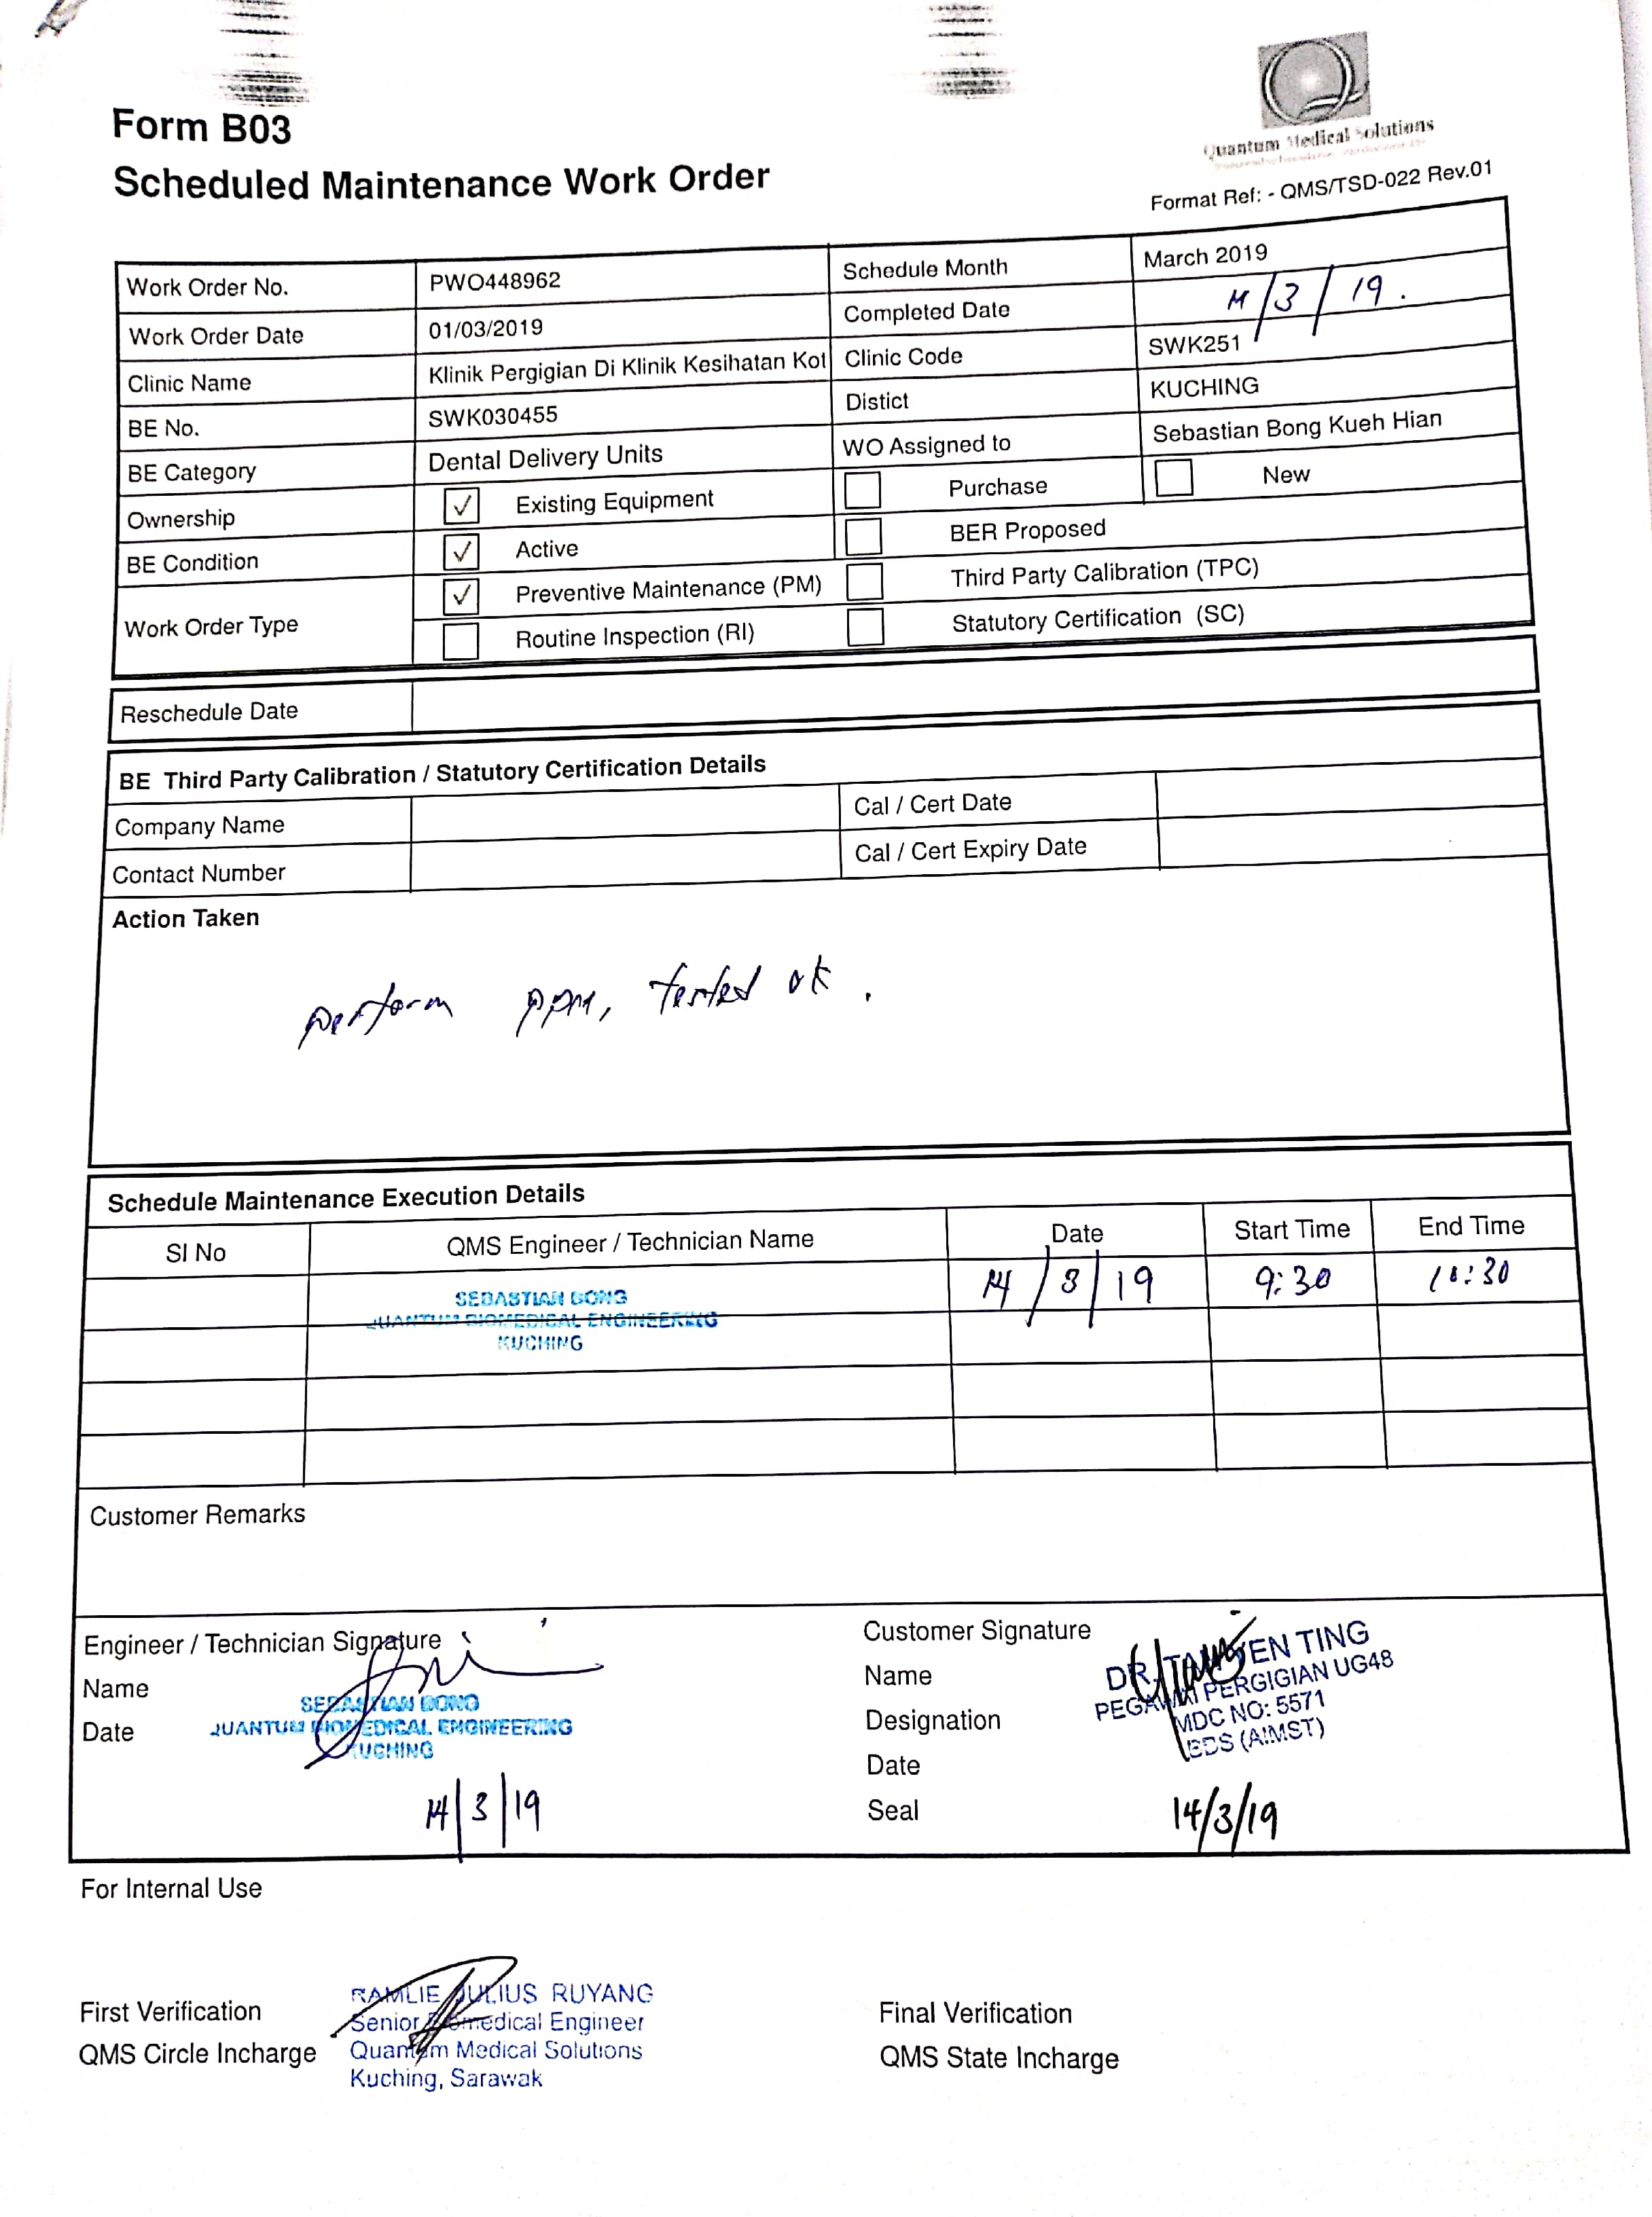 Quantum Medical Solutions
Form B03
Scheduled Maintenance Work Order
Format Ref: - QMS/TSD-022 Rev.01
Work Order No. PWO448962 Schedule Month March 2019
Work Order Date 01/03/2019 Completed Date 14/3/19.
Clinic Name Klinik Pergigian Di Klinik Kesihatan Kot Clinic Code SWK251
BE No. SWK030455 Distict KUCHING
BE Category Dental Delivery Units WO Assigned to Sebastian Bong Kueh Hian
Ownership ✓ Existing Equipment Purchase New
BE Condition ✓ Active BER Proposed
Work Order Type ✓ Preventive Maintenance (PM) Third Party Calibration (TPC)
Routine Inspection (RI) Statutory Certification (SC)
Reschedule Date
BE Third Party Calibration / Statutory Certification Details
Company Name Cal / Cert Date
Contact Number Cal / Cert Expiry Date
Action Taken
perform ppm, tested ok.
Schedule Maintenance Execution Details
SI No QMS Engineer / Technician Name Date Start Time End Time
SEBASTIAN BONG 14/3/19 9:30 :30
QUANTUM BIOMEDICAL ENGINEERING
KUCHING
Customer Remarks
Engineer / Technician Signature
Name
Date
SEBASTIAN BONG
QUANTUM BIOMEDICAL ENGINEERING
KUCHING
14/3/19
Customer Signature
Name
Designation
Date
Seal
DR. EN TING
PEGAWAI PERGIGIAN UG48
MDC NO: 5571
BDS (AIMST)
14/3/19
For Internal Use
First Verification
QMS Circle Incharge
RAMLIE JULIUS RUYANG
Senior Biomedical Engineer
Quantum Medical Solutions
Kuching, Sarawak
Final Verification
QMS State Incharge